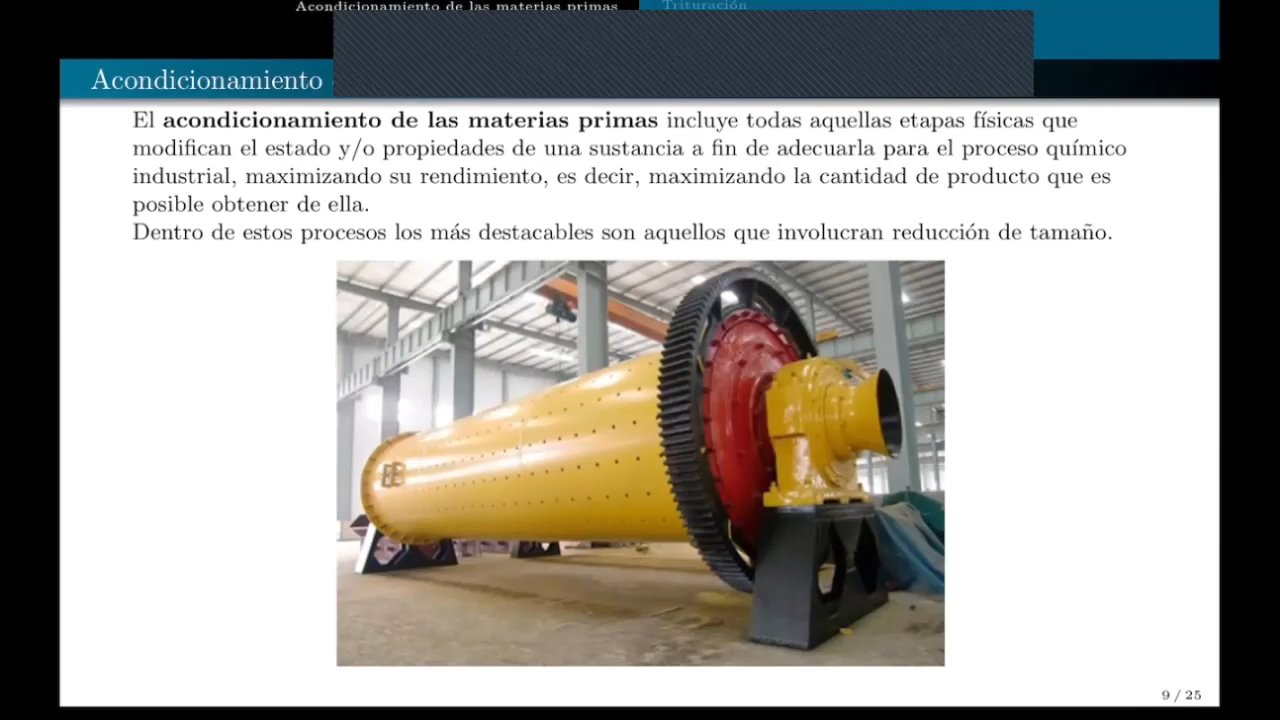 Acondicionamiento de las materias primas
Trituración
Acondicionamiento
El acondicionamiento de las materias primas incluye todas aquellas etapas físicas que
modifican el estado y/o propiedades de una sustancia a fin de adecuarla para el proceso químico
industrial, maximizando su rendimiento, es decir, maximizando la cantidad de producto que es
posible obtener de ella.
Dentro de estos procesos los más destacables son aquellos que involucran reducción de tamaño.
9 / 25